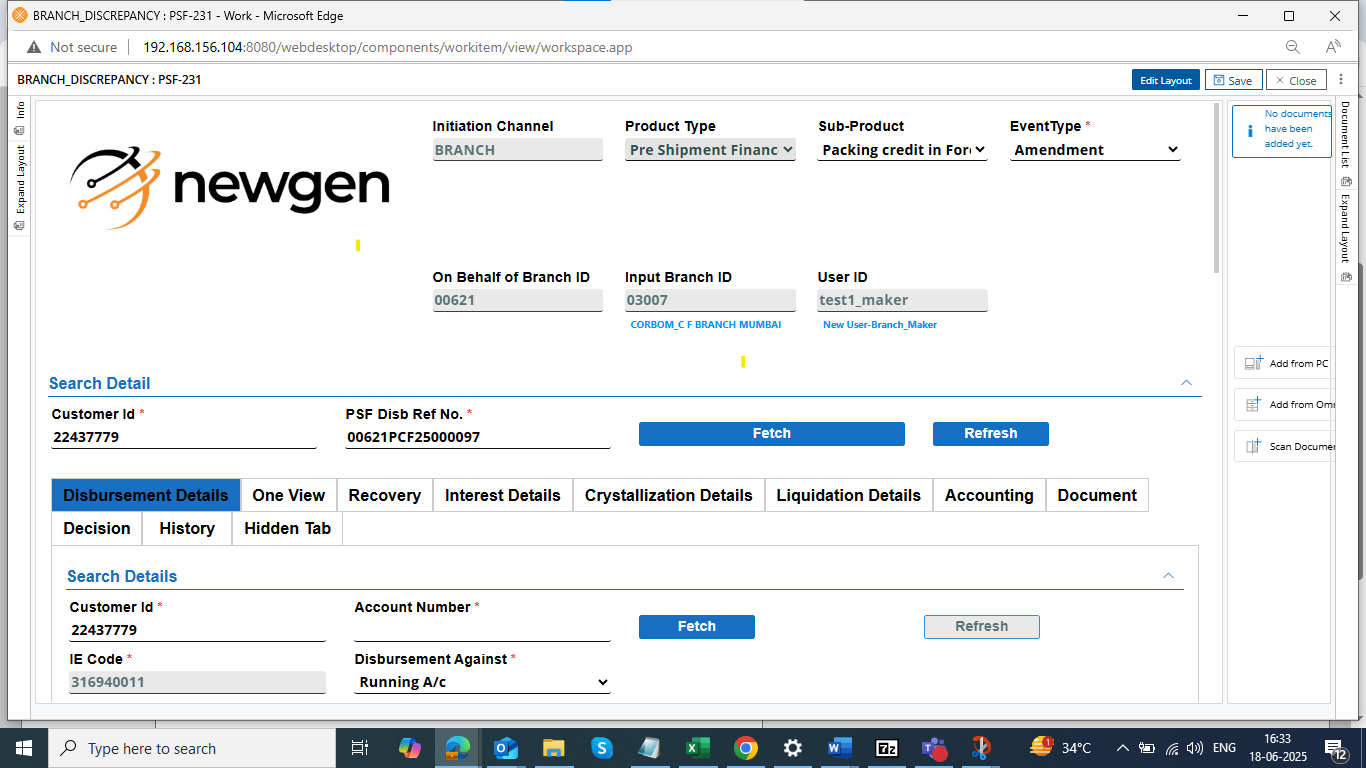 BRANCH_DISCREPANCY : PSF-231 - Work - Microsoft Edge
Not secure
192.168.156.104:8080/webdesktop/components/workitem/view/workspace.app
BRANCH_DISCREPANCY : PSF-231
Edit Layout
Save
Close
Info
Expand Layout
newgen
Initiation Channel
BRANCH
Product Type
Pre Shipment Financ
Sub-Product
Packing credit in For
EventType *
Amendment
On Behalf of Branch ID
00621
Input Branch ID
03007
CORBOM_C F BRANCH MUMBAI
User ID
test1_maker
New User-Branch_Maker
Search Detail
Customer Id *
22437779
PSF Disb Ref No. *
00621PCF25000097
Fetch
Refresh
Disbursement Details
One View
Recovery
Interest Details
Crystallization Details
Liquidation Details
Accounting
Document
Decision
History
Hidden Tab
Search Details
Customer Id *
22437779
Account Number *
Fetch
Refresh
IE Code *
316940011
Disbursement Against *
Running A/c
No documents
have been
added yet.
Add from PC
Add from Om
Scan Docume
Document List
Expand Layout
Type here to search
34°C
ENG
16:33
18-06-2025
12